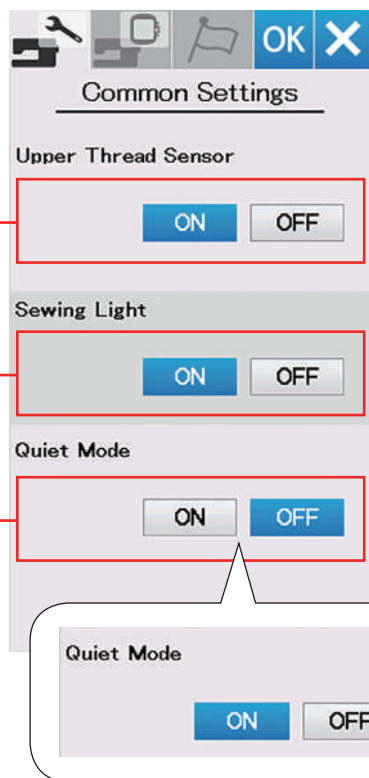 OK
Common Settings
Upper Thread Sensor
ON OFF
Sewing Light
ON OFF
Quiet Mode
ON OFF
Quiet Mode
ON OFF